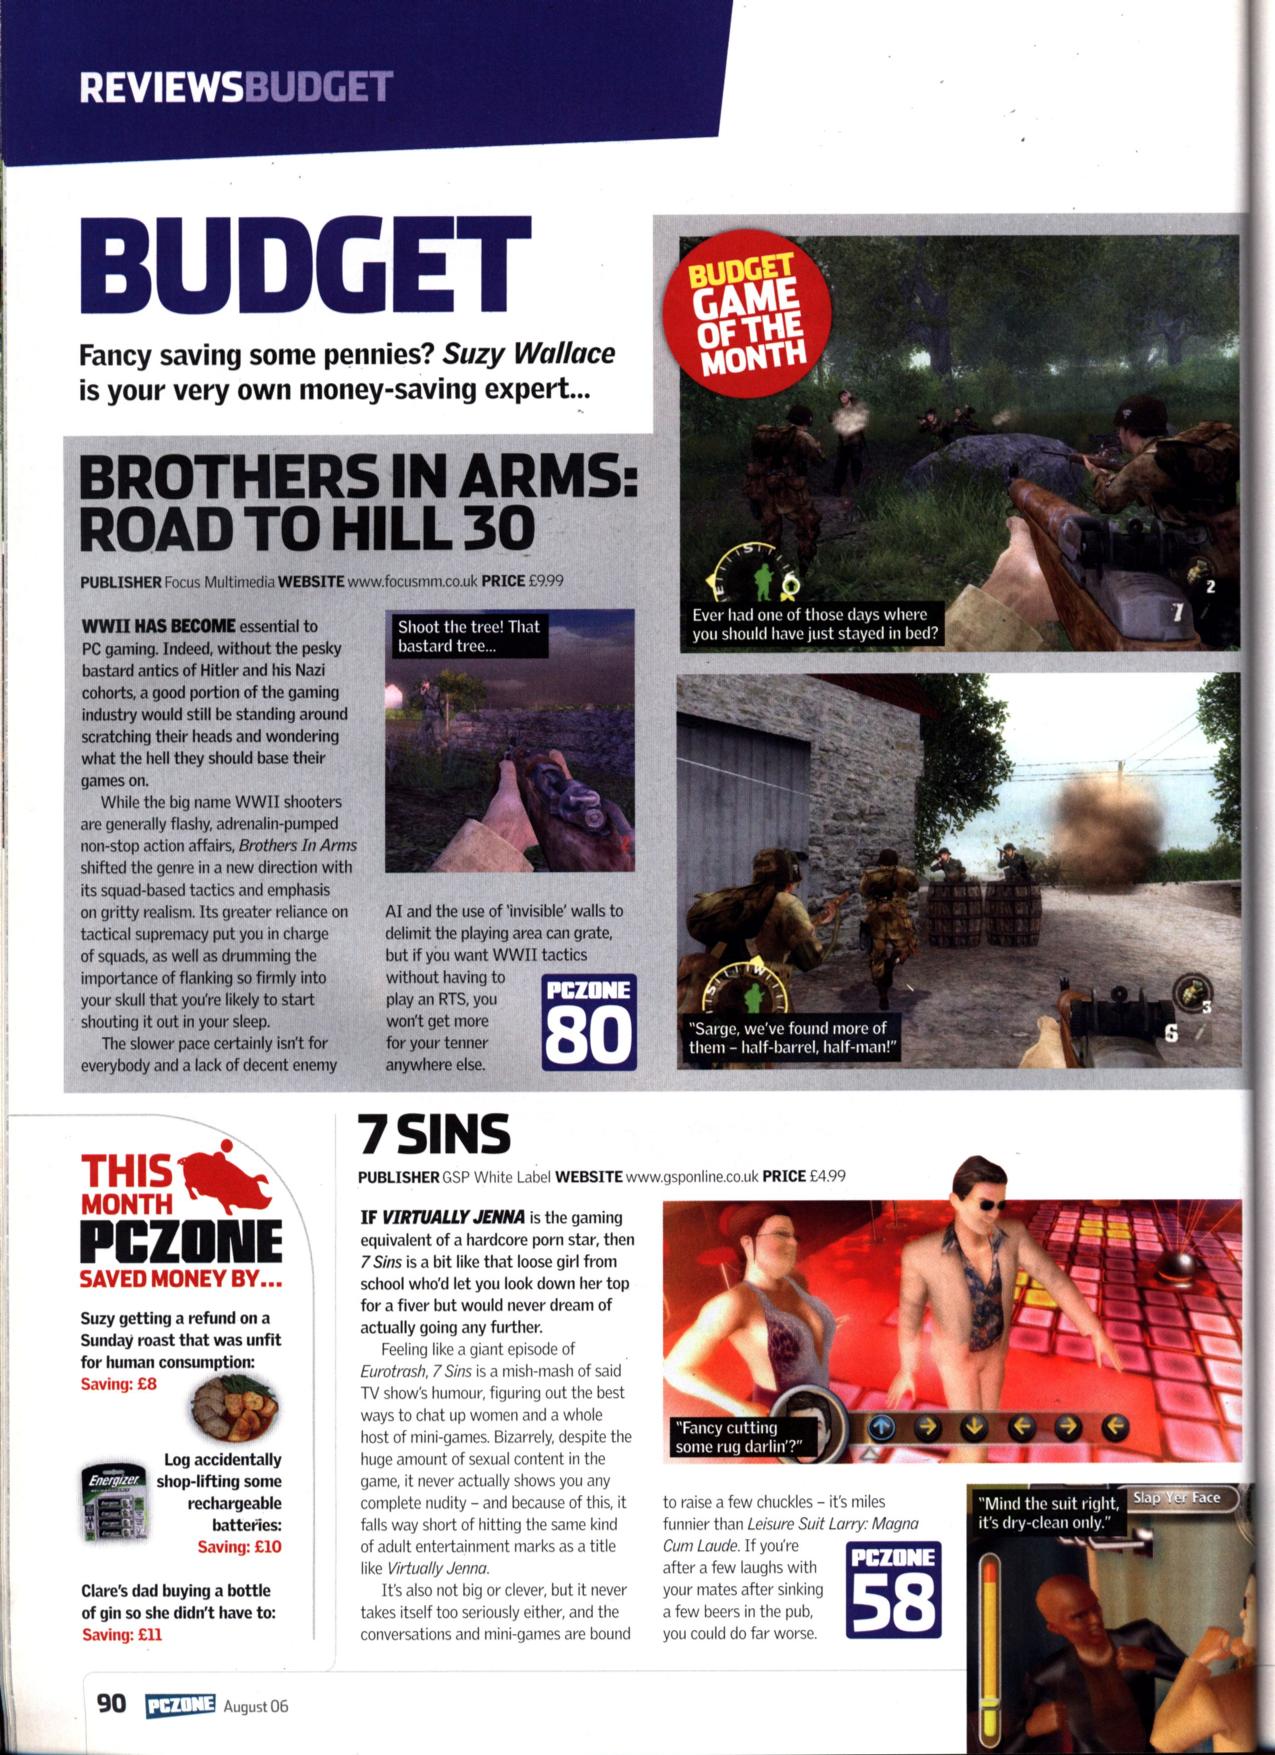 REVIEWSBUDGET
BUDGET
Fancy saving some pennies? Suzy Wallace
is your very own money-saving expert...
BUDGET
GAME
OF THE
MONTH
BROTHERS IN ARMS:
ROAD TO HILL 30
PUBLISHER Focus Multimedia WEBSITE www.focusmm.co.uk PRICE £9.99
WWII HAS BECOME essential to
PC gaming. Indeed, without the pesky
bastard antics of Hitler and his Nazi
cohorts, a good portion of the gaming
industry would still be standing around
scratching their heads and wondering
what the hell they should base their
games on.
While the big name WWII shooters
are generally flashy, adrenalin-pumped
non-stop action affairs, Brothers In Arms
shifted the genre in a new direction with
its squad-based tactics and emphasis
on gritty realism. Its greater reliance on
tactical supremacy put you in charge
of squads, as well as drumming the
importance of flanking so firmly into
your skull that you're likely to start
shouting it out in your sleep.
The slower pace certainly isn't for
everybody and a lack of decent enemy
Shoot the tree! That
bastard tree...
AI and the use of 'invisible' walls to
delimit the playing area can grate,
but if you want WWII tactics
without having to
play an RTS, you
won't get more
for your tenner
anywhere else.
PCZONE
80
S
E
6
2
7
Ever had one of those days where
you should have just stayed in bed?
S
W
3
6
"Sarge, we've found more of
them – half-barrel, half-man!"
THIS
MONTH
PCZONE
SAVED MONEY BY...
Suzy getting a refund on a
Sunday roast that was unfit
for human consumption:
Saving: £8
Energizer
Log accidentally
shop-lifting some
rechargeable
batteries:
Saving: £10
Clare's dad buying a bottle
of gin so she didn't have to:
Saving: £11
7 SINS
PUBLISHER GSP White Label WEBSITE www.gsponline.co.uk PRICE £4.99
IF VIRTUALLY JENNA is the gaming
equivalent of a hardcore porn star, then
7 Sins is a bit like that loose girl from
school who'd let you look down her top
for a fiver but would never dream of
actually going any further.
Feeling like a giant episode of
Eurotrash, 7 Sins is a mish-mash of said
TV show's humour, figuring out the best
ways to chat up women and a whole
host of mini-games. Bizarrely, despite the
huge amount of sexual content in the
game, it never actually shows you any
complete nudity – and because of this, it
falls way short of hitting the same kind
of adult entertainment marks as a title
like Virtually Jenna.
It's also not big or clever, but it never
takes itself too seriously either, and the
conversations and mini-games are bound
"Fancy cutting
some rug darlin'?"
to raise a few chuckles – it's miles
funnier than Leisure Suit Larry: Magna
Cum Laude. If you're
after a few laughs with
your mates after sinking
a few beers in the pub,
you could do far worse.
PCZONE
58
"Mind the suit right,
it's dry-clean only."
Slap Yer Face
90 PCZONE August 06